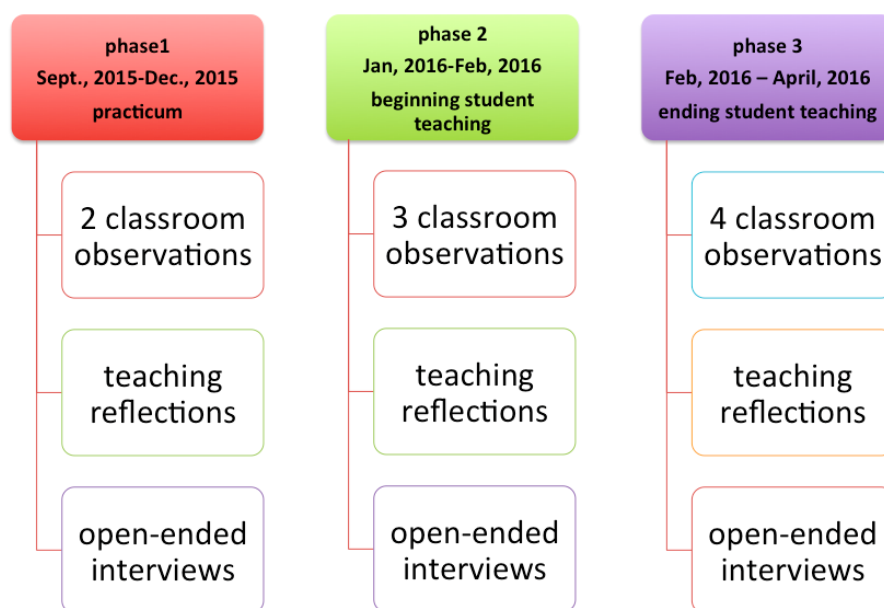 phase1
Sept., 2015-Dec., 2015
practicum
2 classroom
observations
teaching
reflections
open-ended
interviews
phase 2
Jan, 2016-Feb, 2016
beginning student
teaching
3 classroom
observations
teaching
reflections
open-ended
interviews
phase 3
Feb, 2016 – April, 2016
ending student teaching
4 classroom
observations
teaching
reflections
open-ended
interviews